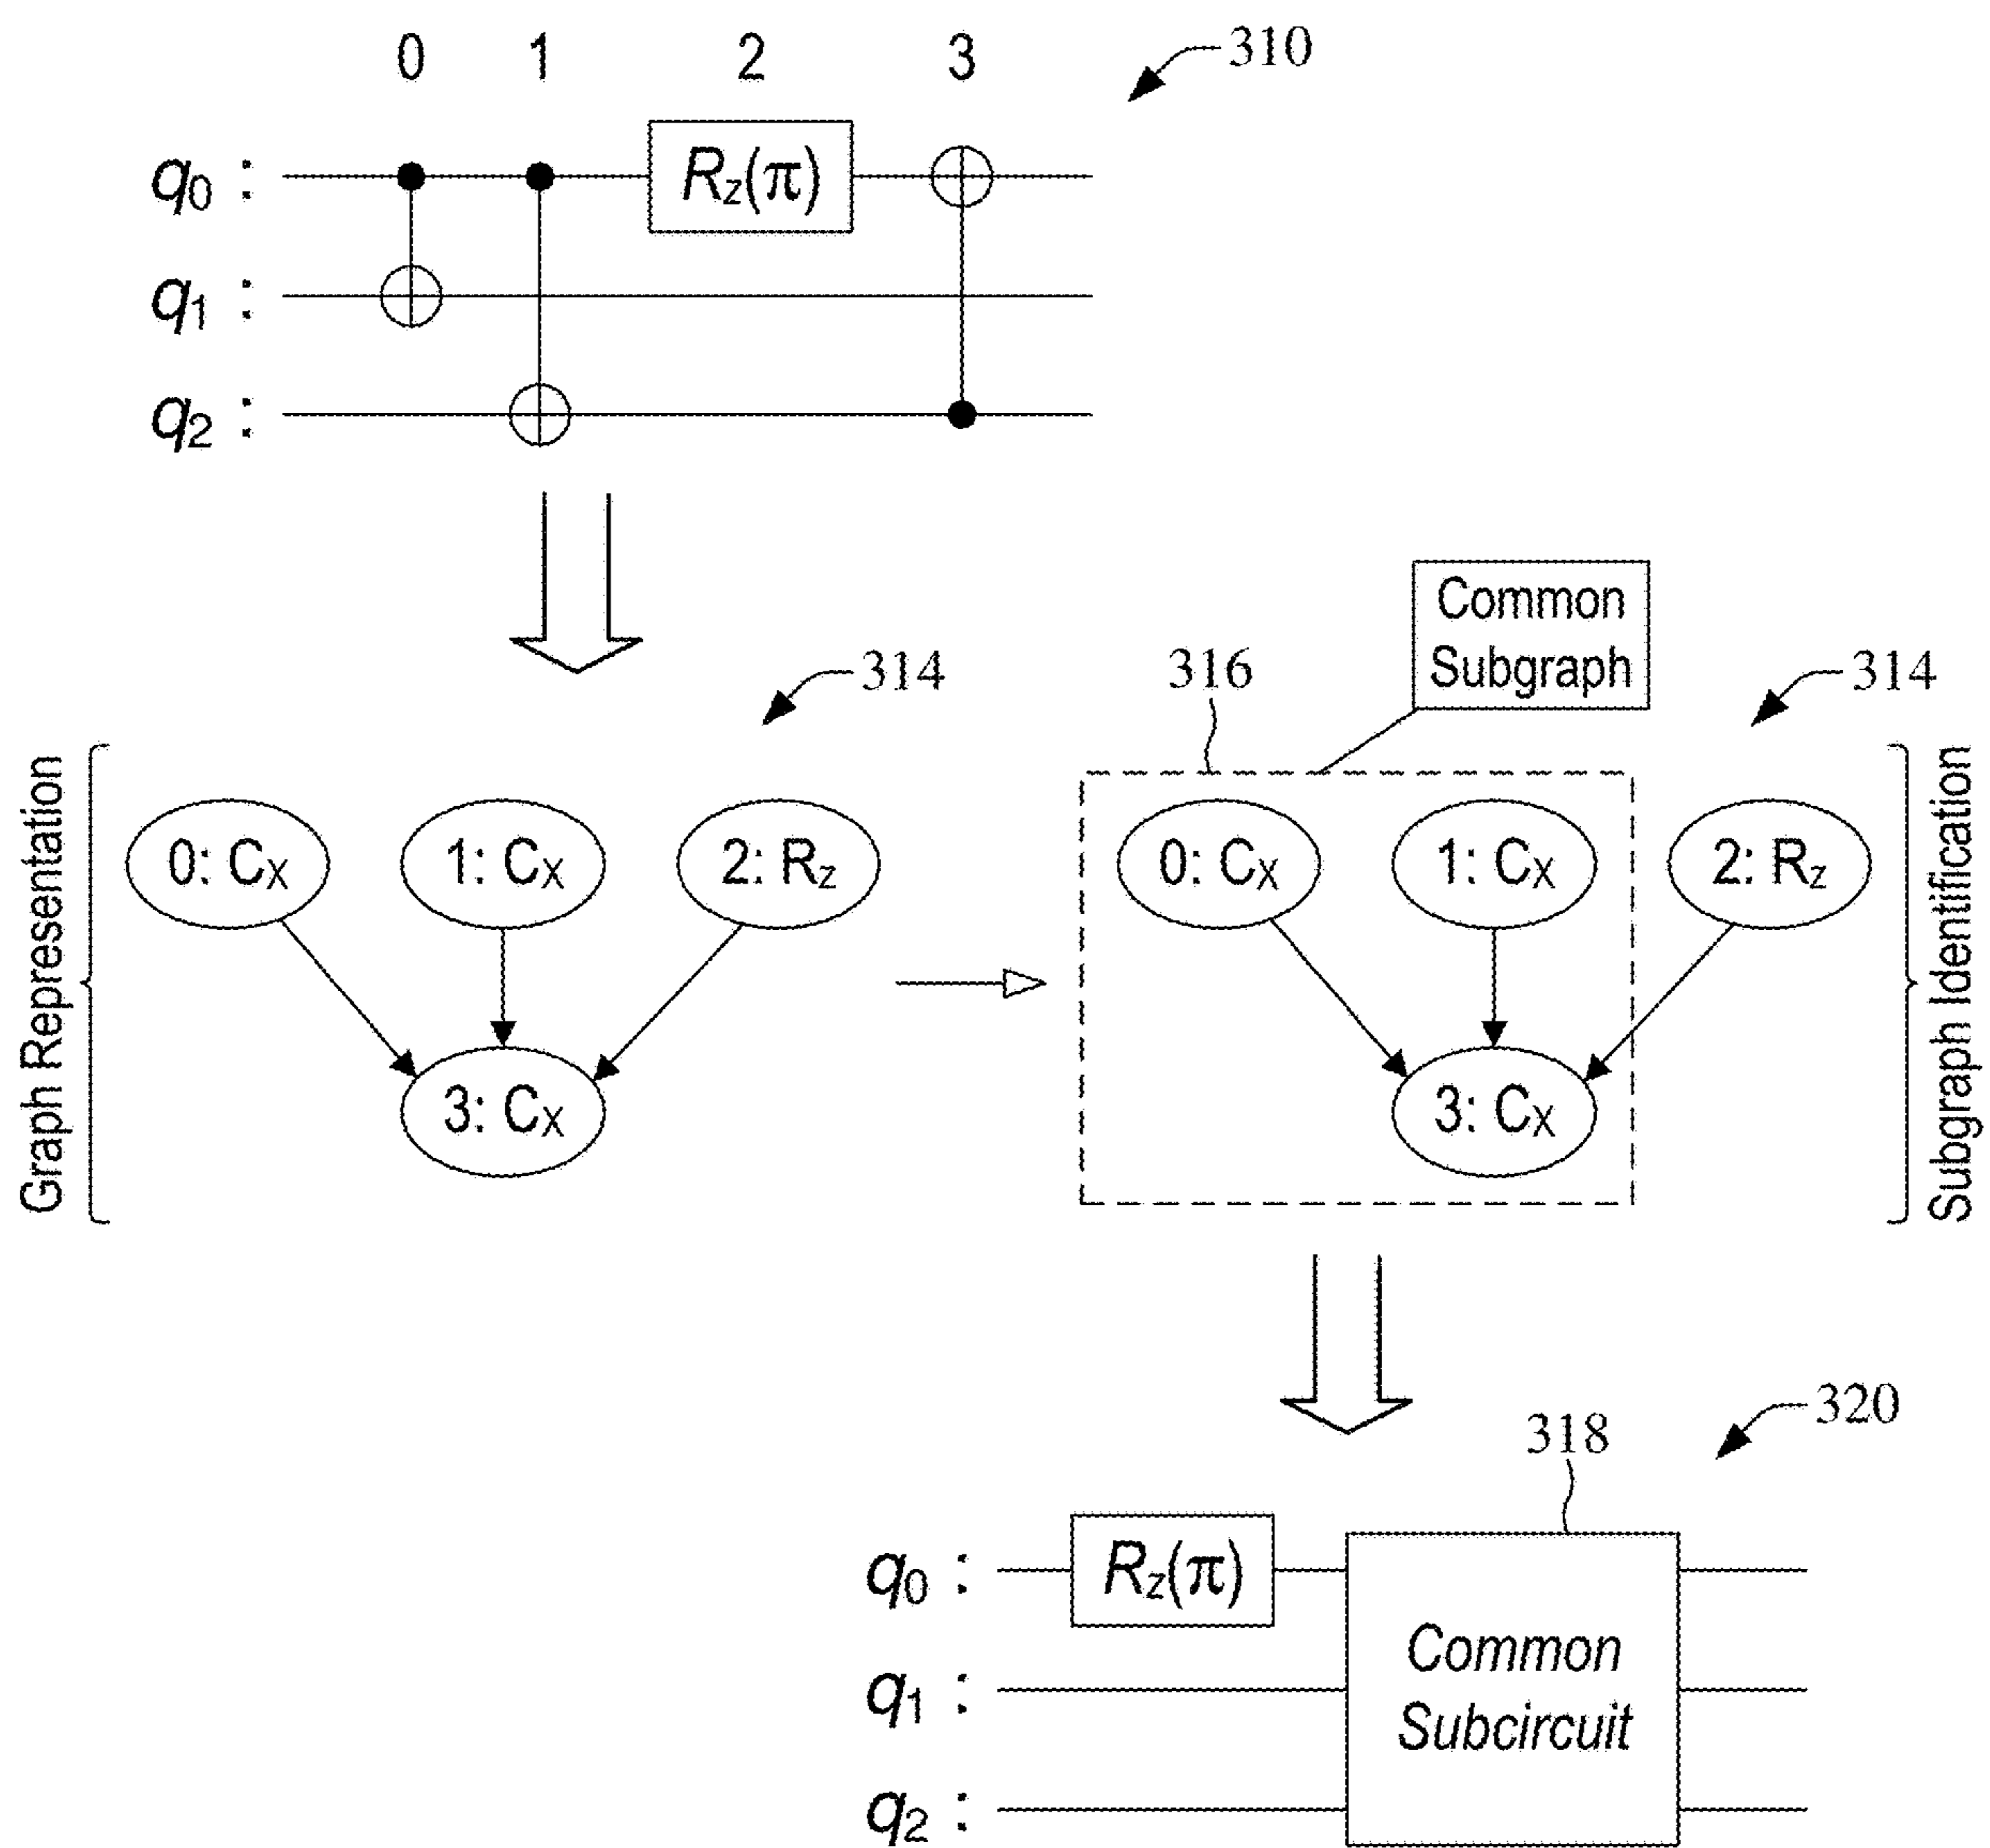 0 1 2 3
310
q0 :
Rz(π)
q1 :
q2 :
Common
Subgraph
314
316
314
Graph Representation
0: CX
1: CX
2: Rz
3: CX
0: CX
1: CX
2: Rz
3: CX
Subgraph Identification
320
318
q0 :
Rz(π)
q1 :
Common
Subcircuit
q2 :